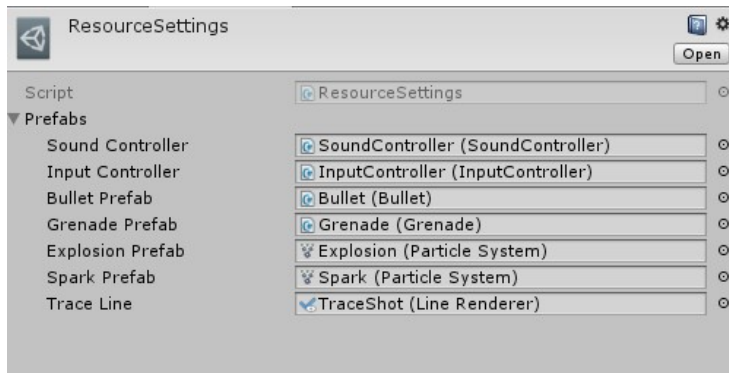 ResourceSettings
Open
Script ResourceSettings
Prefabs
Sound Controller SoundController (SoundController)
Input Controller InputController (InputController)
Bullet Prefab Bullet (Bullet)
Grenade Prefab Grenade (Grenade)
Explosion Prefab Explosion (Particle System)
Spark Prefab Spark (Particle System)
Trace Line TraceShot (Line Renderer)